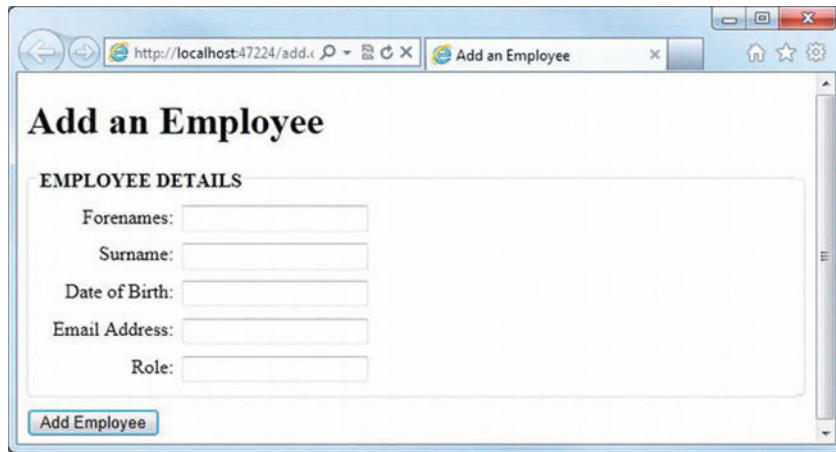 http://localhost:47224/add.c
Add an Employee
Add an Employee
EMPLOYEE DETAILS
Forenames:
Surname:
Date of Birth:
Email Address:
Role:
Add Employee